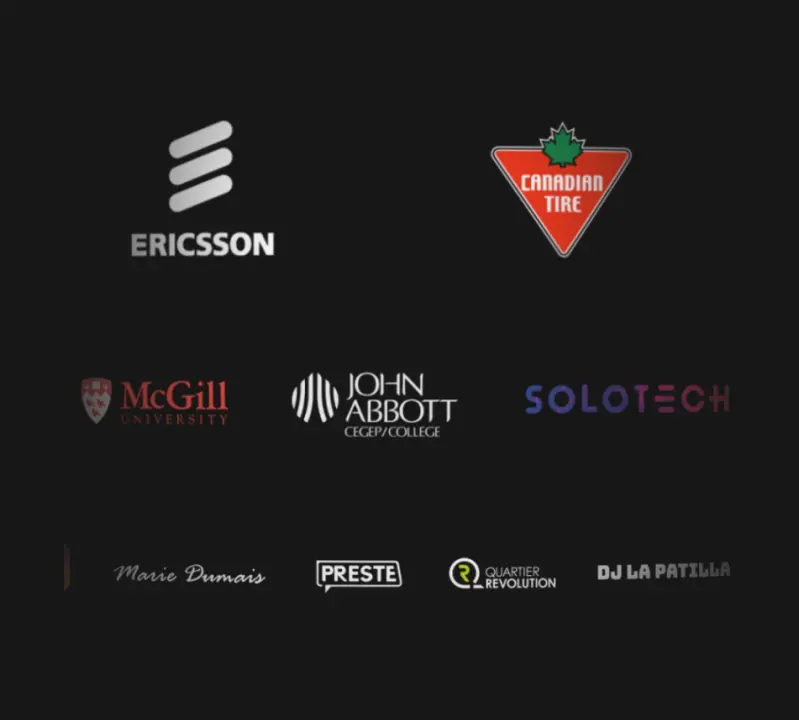 ERICSSON
CANADIAN
TIRE
McGill
UNIVERSITY
JOHN
ABBOTT
CEGEP/COLLEGE
SOLOTECH
Marie Dumais
PRESTE
QUARTIER
REVOLUTION
DJ LA PATILLA